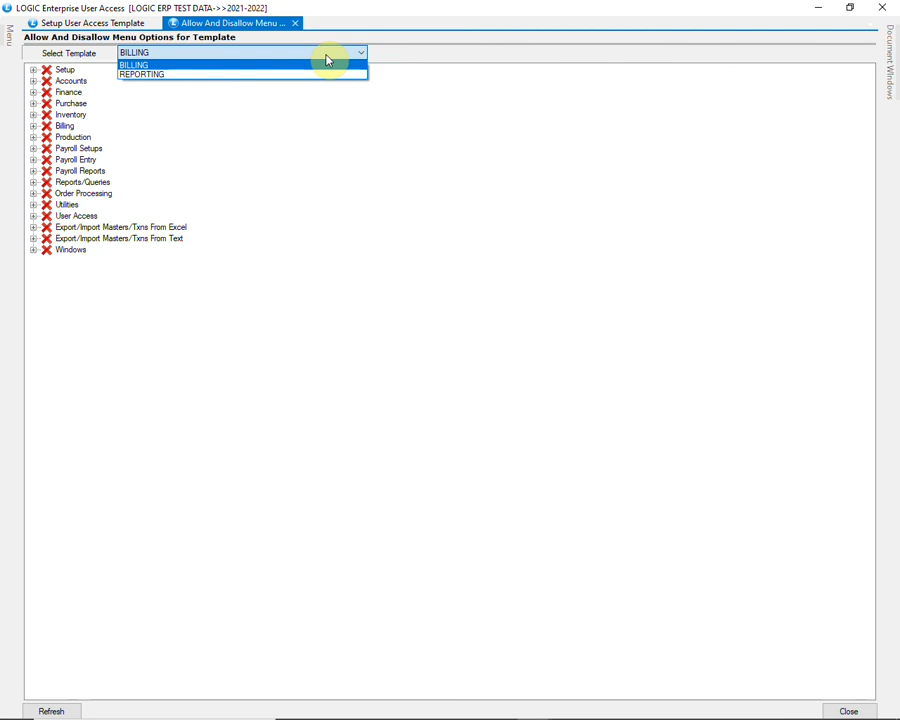 LOGIC Enterprise User Access [LOGIC ERP TEST DATA->>2021-2022]
Setup User Access Template
Allow And Disallow Menu ...
Menu
Document Windows
Allow And Disallow Menu Options for Template
Select Template
BILLING
BILLING
REPORTING
Setup
Accounts
Finance
Purchase
Inventory
Billing
Production
Payroll Setups
Payroll Entry
Payroll Reports
Reports/Queries
Order Processing
Utilities
User Access
Export/Import Masters/Txns From Excel
Export/Import Masters/Txns From Text
Windows
Refresh
Close